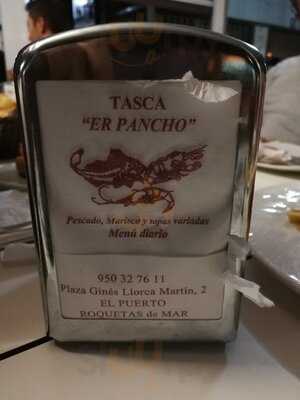 TASCA
"ER PANCHO"
Pescado, Marisco y tapas variadas
Menú diario
950 32 76 11
Plaza Ginés Llorca Martín, 2
EL PUERTO
ROQUETAS de MAR